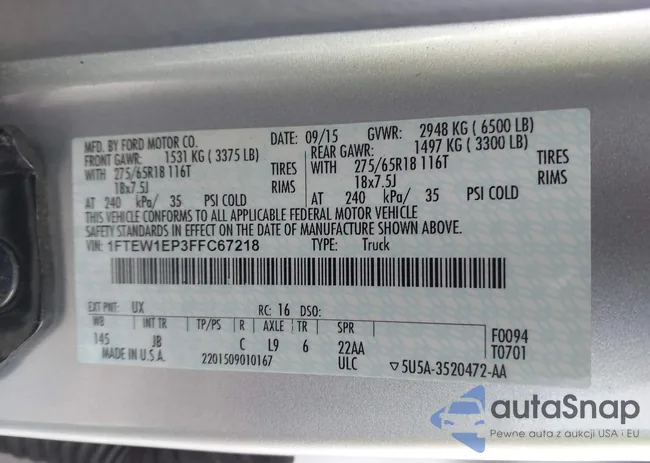 MFD. BY FORD MOTOR CO. DATE: 09/15 GVWR: 2948 KG ( 6500 LB)
FRONT GAWR: 1531 KG ( 3375 LB) REAR GAWR: 1497 KG ( 3300 LB)
WITH 275/65R18 116T TIRES WITH 275/65R18 116T TIRES
18x7.5J RIMS 18x7.5J RIMS
AT 240 kPa/ 35 PSI COLD AT 240 kPa/ 35 PSI COLD
THIS VEHICLE CONFORMS TO ALL APPLICABLE FEDERAL MOTOR VEHICLE
SAFETY STANDARDS IN EFFECT ON THE DATE OF MANUFACTURE SHOWN ABOVE.
VIN: 1FTEW1EP3FFC67218 TYPE: Truck
EXT PNT: UX RC: 16 DSO:
WB INT TR TP/PS R AXLE TR SPR
145 JB C L9 6 22AA F0094
MADE IN U.S.A. 2201509010167 ULC ▽5U5A-3520472-AA T0701
autaSnap
Pewne auta z aukcji USA i EU